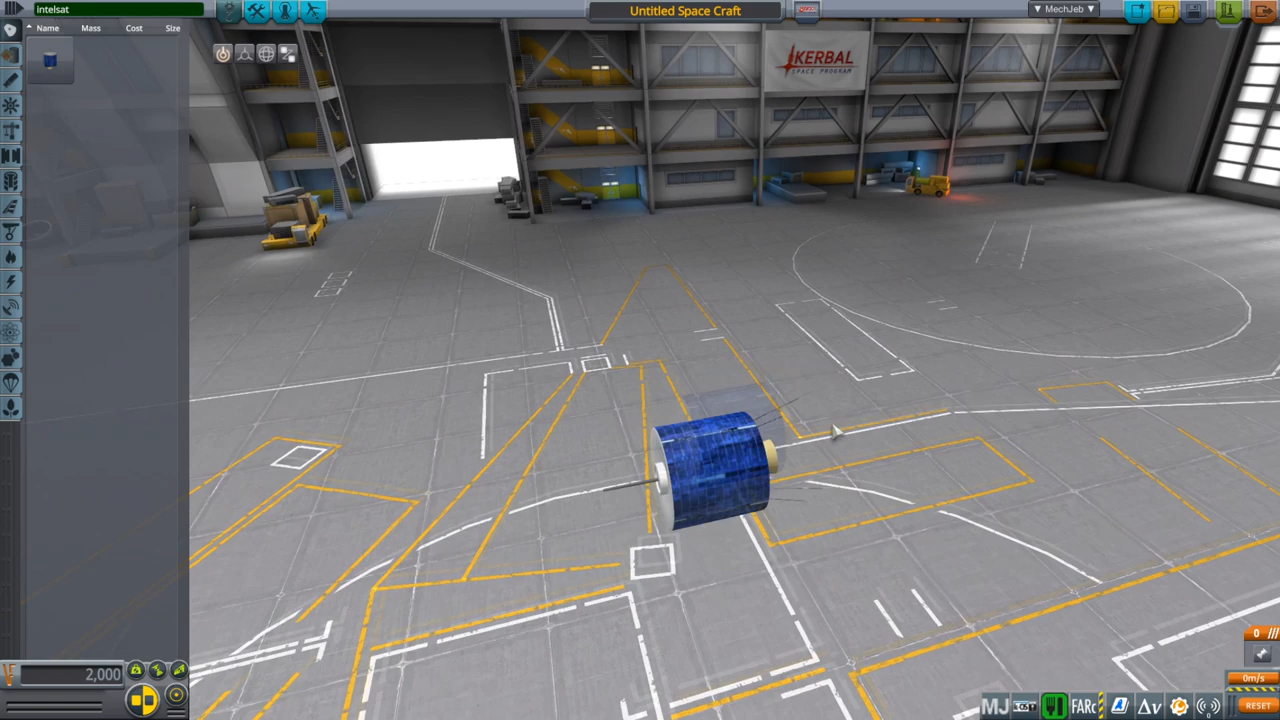 intelsat
Untitled Space Craft
▼ MechJeb ▼
Name Mass Cost Size
KERBAL
SPACE PROGRAM
2,000
0
0m/s
MJ COST FARc Δv
RESET